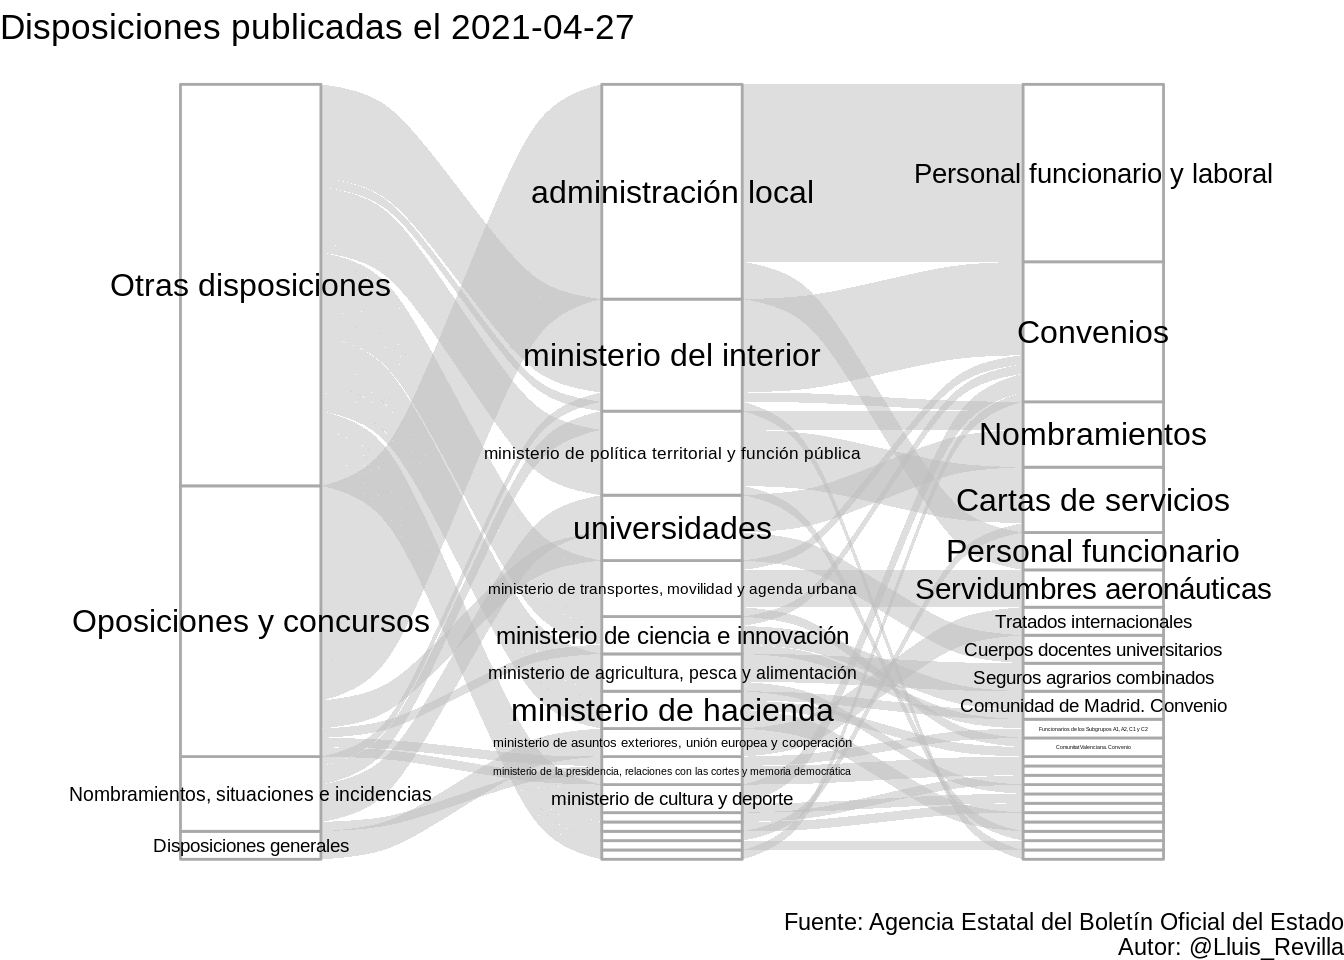 Disposiciones publicadas el 2021-04-27
Otras disposiciones
Oposiciones y concursos
Nombramientos, situaciones e incidencias
Disposiciones generales
administración local
ministerio del interior
ministerio de política territorial y función pública
universidades
ministerio de transportes, movilidad y agenda urbana
ministerio de ciencia e innovación
ministerio de agricultura, pesca y alimentación
ministerio de hacienda
ministerio de asuntos exteriores, unión europea y cooperación
ministerio de la presidencia, relaciones con las cortes y memoria democrática
ministerio de cultura y deporte
Personal funcionario y laboral
Convenios
Nombramientos
Cartas de servicios
Personal funcionario
Servidumbres aeronáuticas
Tratados internacionales
Cuerpos docentes universitarios
Seguros agrarios combinados
Comunidad de Madrid. Convenio
Funcionarios de los Subgrupos A1, A2, C1 y C2
Comunitat Valenciana. Convenio
Fuente: Agencia Estatal del Boletín Oficial del Estado
Autor: @Lluis_Revilla